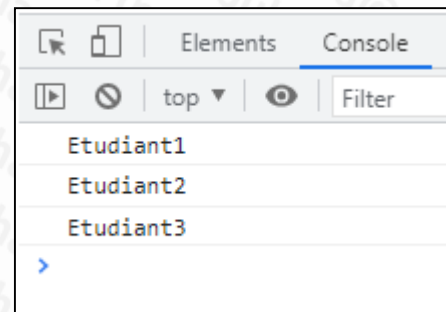 Elements Console
top ▼ Filter
Etudiant1
Etudiant2
Etudiant3
>